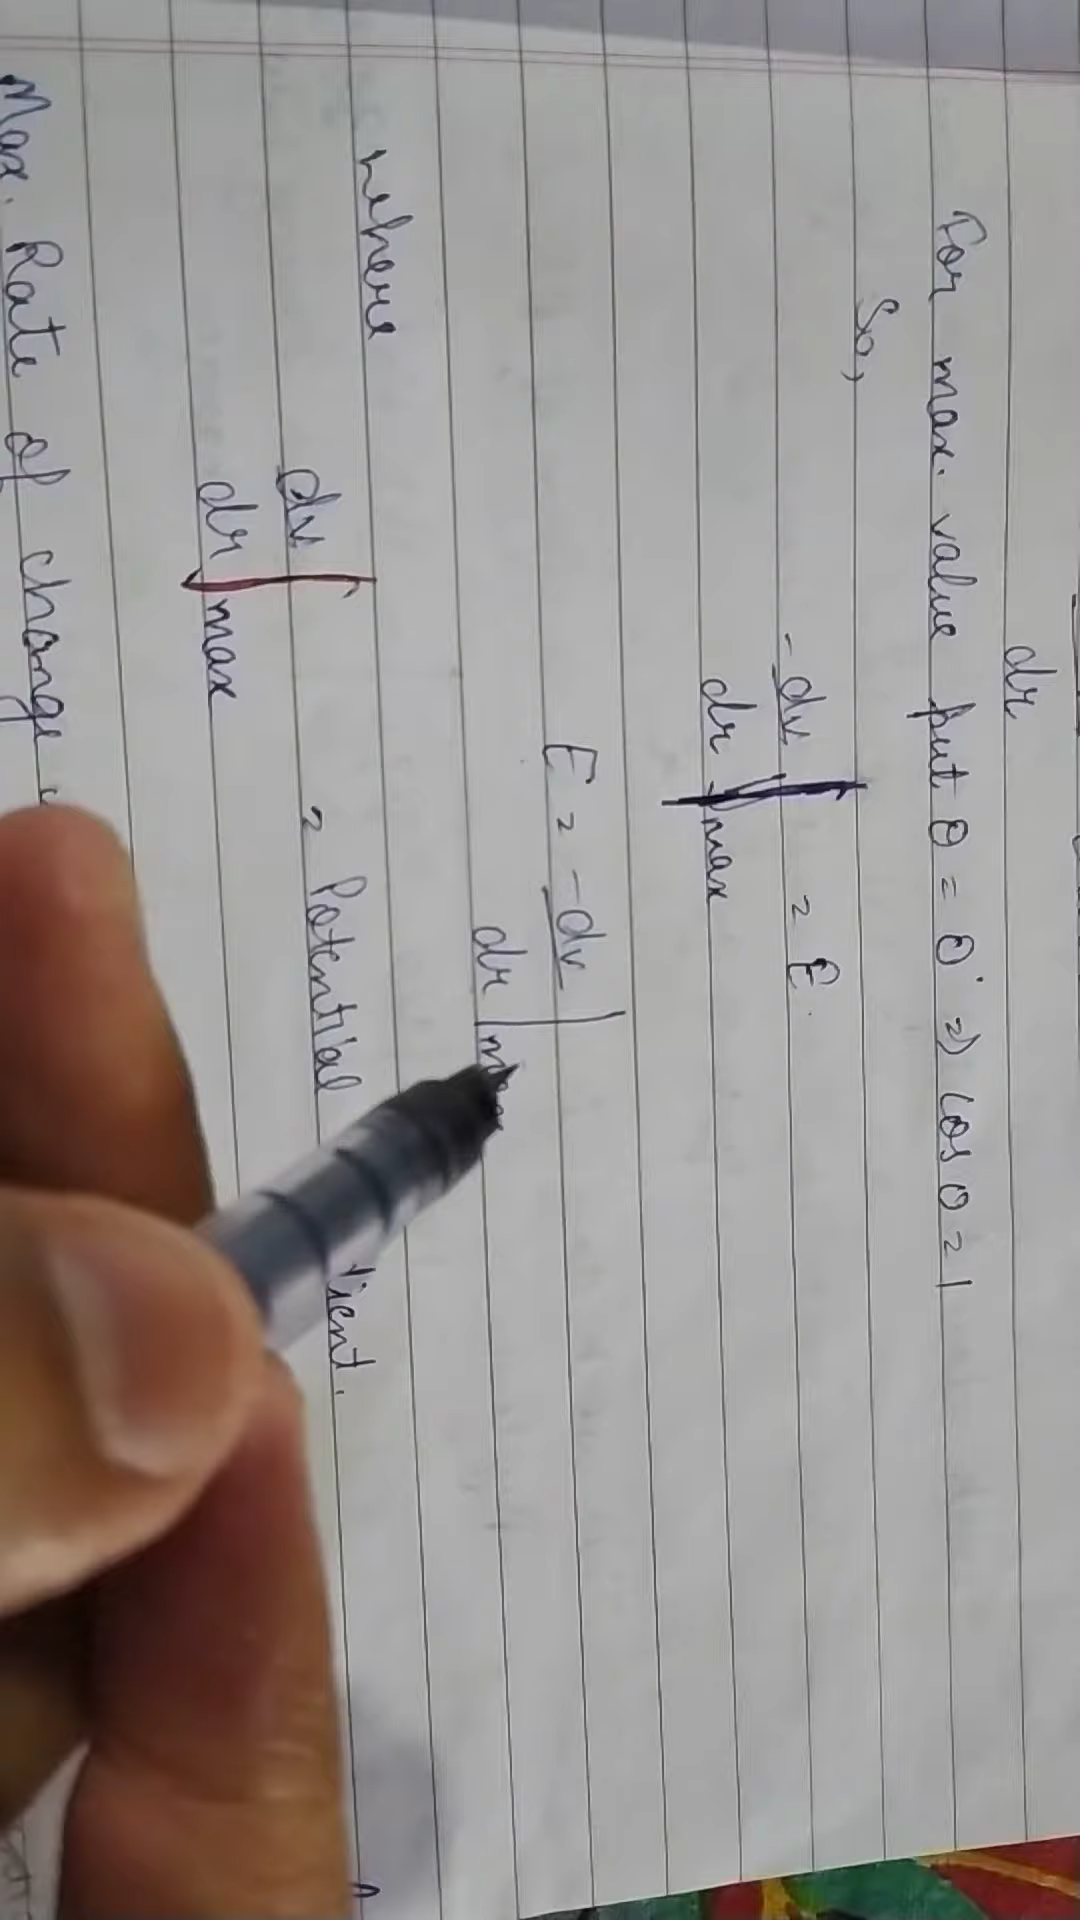 dr
For max. value put θ = 0° ⇒ cos θ = 1
So,
-dv/dr|max = E.
E = -dv/dr|
where
dv/dr|max = Potential
Max. Rate of change